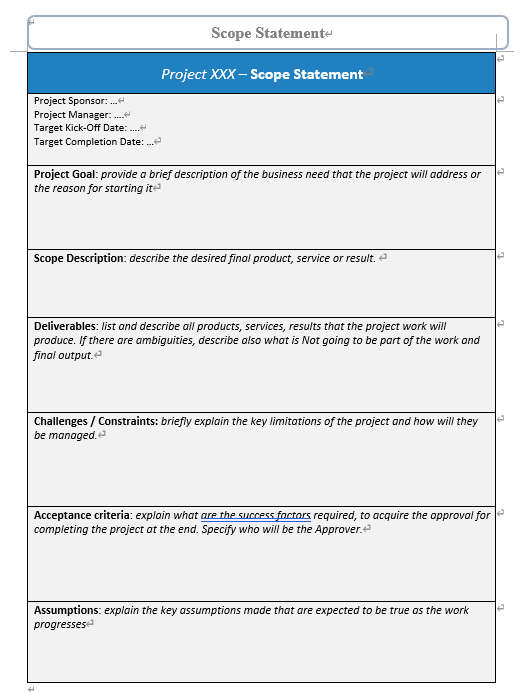 Scope Statement
Project XXX – Scope Statement
Project Sponsor: ...
Project Manager: ....
Target Kick-Off Date: ....
Target Completion Date: ...
Project Goal: provide a brief description of the business need that the project will address or
the reason for starting it
Scope Description: describe the desired final product, service or result.
Deliverables: list and describe all products, services, results that the project work will
produce. If there are ambiguities, describe also what is Not going to be part of the work and
final output.
Challenges / Constraints: briefly explain the key limitations of the project and how will they
be managed.
Acceptance criteria: explain what are the success factors required, to acquire the approval for
completing the project at the end. Specify who will be the Approver.
Assumptions: explain the key assumptions made that are expected to be true as the work
progresses